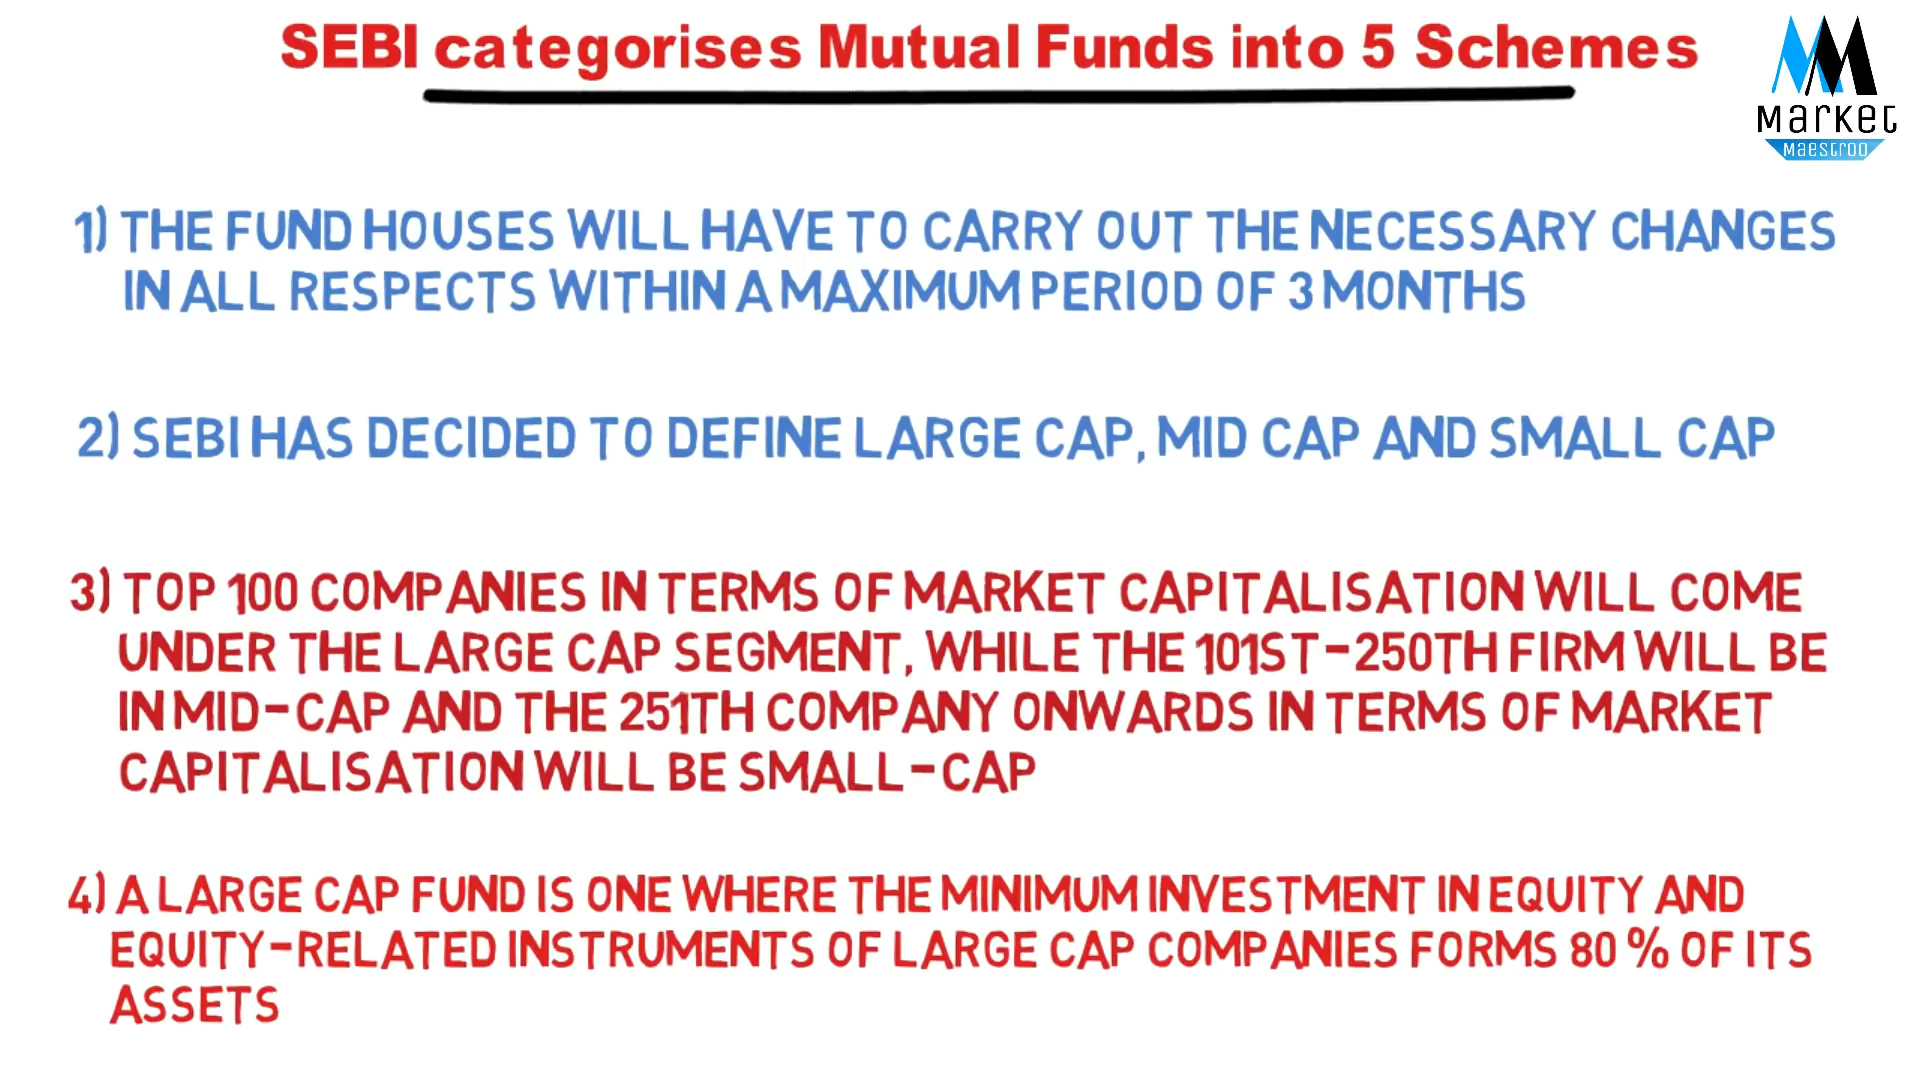 SEBI categorises Mutual Funds into 5 Schemes
Market
Maestroo
1) THE FUND HOUSES WILL HAVE TO CARRY OUT THE NECESSARY CHANGES
IN ALL RESPECTS WITHIN A MAXIMUM PERIOD OF 3 MONTHS
2) SEBI HAS DECIDED TO DEFINE LARGE CAP, MID CAP AND SMALL CAP
3) TOP 100 COMPANIES IN TERMS OF MARKET CAPITALISATION WILL COME
UNDER THE LARGE CAP SEGMENT, WHILE THE 101ST-250TH FIRM WILL BE
IN MID-CAP AND THE 251TH COMPANY ONWARDS IN TERMS OF MARKET
CAPITALISATION WILL BE SMALL-CAP
4) A LARGE CAP FUND IS ONE WHERE THE MINIMUM INVESTMENT IN EQUITY AND
EQUITY-RELATED INSTRUMENTS OF LARGE CAP COMPANIES FORMS 80 % OF ITS
ASSETS